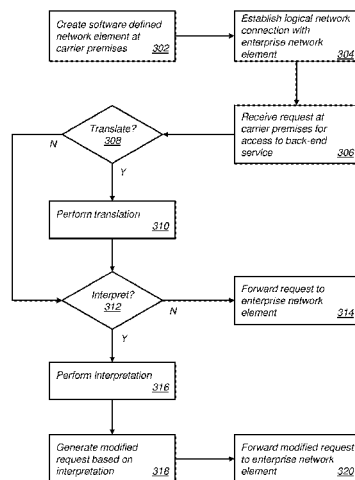 Create software defined
network element at
carrier premises 302
Establish logical network
connection with
enterprise network
element 304
Receive request at
carrier premises for
access to back-end
service 306
Translate?
308
N
Y
Perform translation
310
Interpret?
312
N
Y
Forward request to
enterprise network
element 314
Perform interpretation
316
Generate modified
request based on
interpretation 318
Forward modified request
to enterprise network
element 320